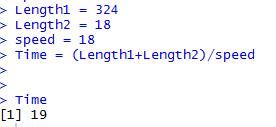 > Length1 = 324
> Length2 = 18
> speed = 18
> Time = (Length1+Length2)/speed
>
>
> Time
[1] 19